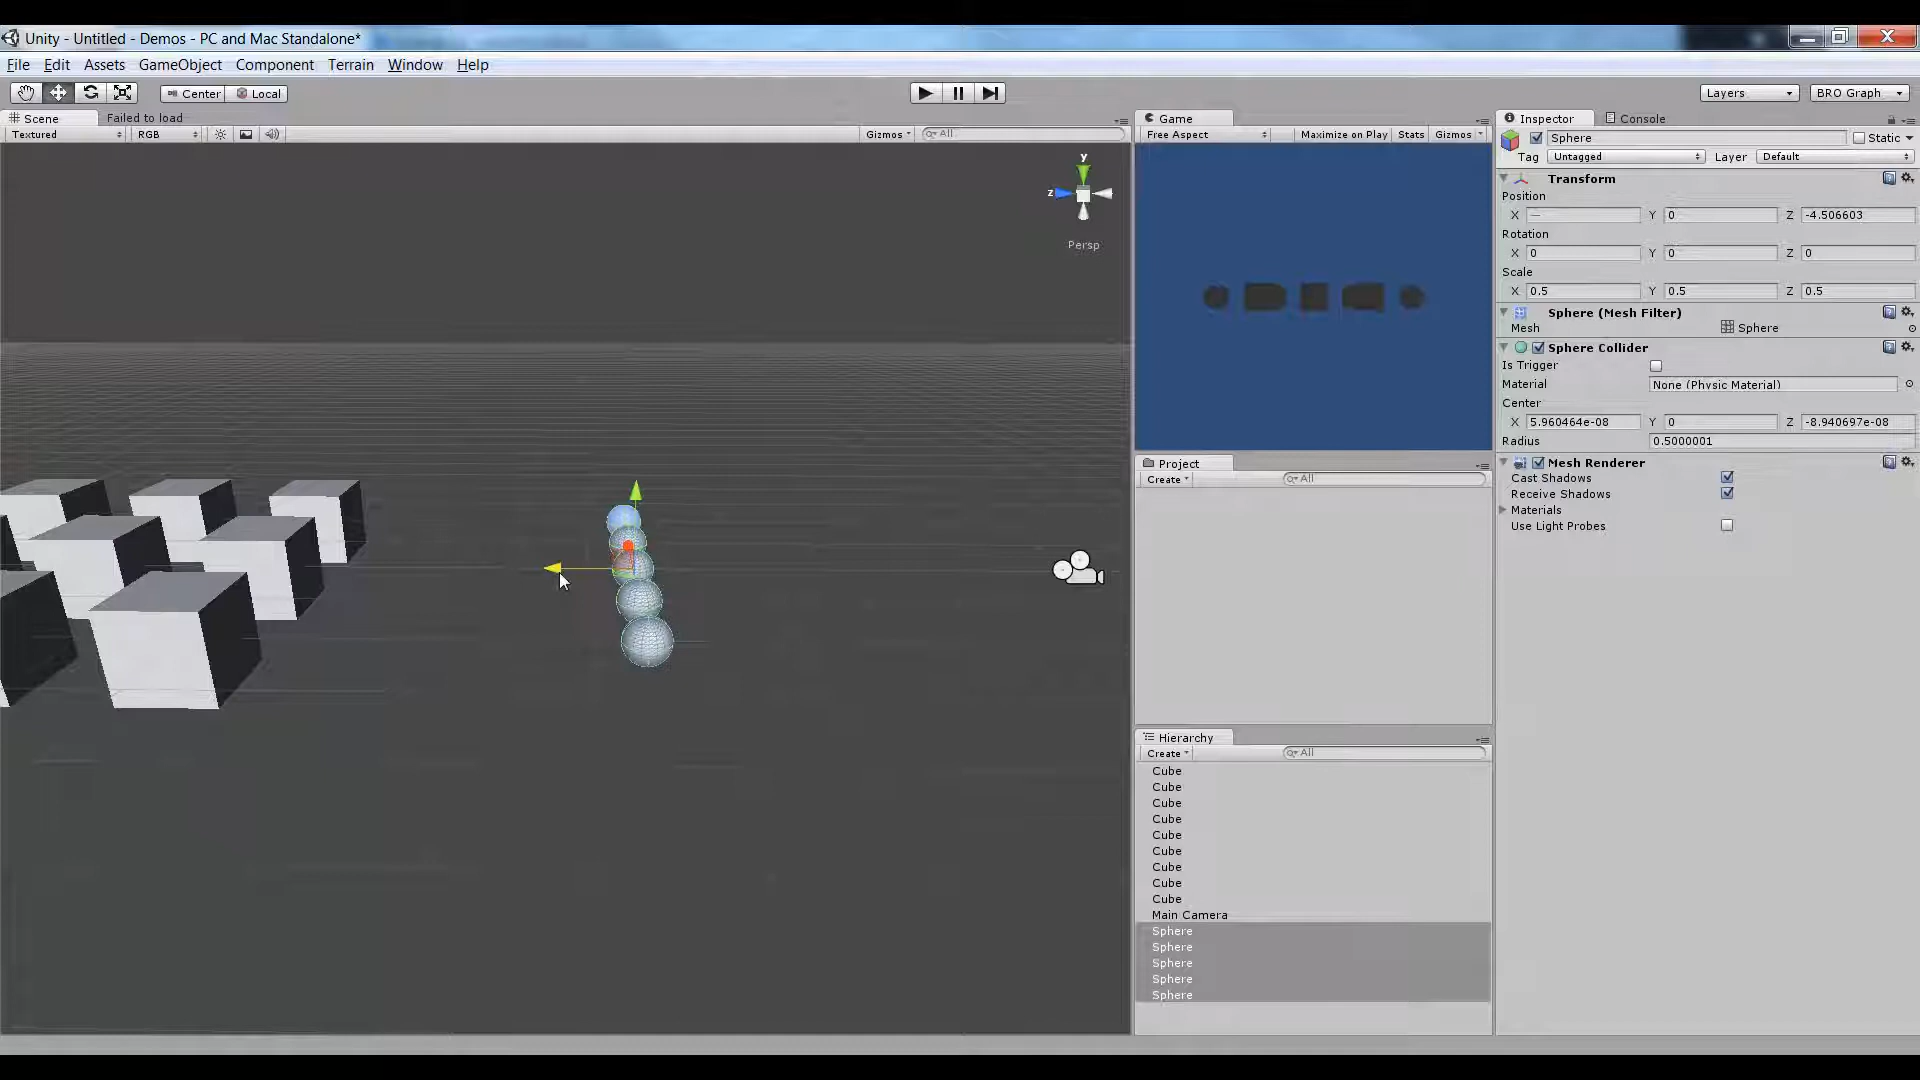 Unity - Untitled - Demos - PC and Mac Standalone*
File Edit Assets GameObject Component Terrain Window Help
Center Local
Layers BRO Graph
Scene Failed to load
Textured RGB Gizmos All
y
z
Persp
Game
Free Aspect Maximize on Play Stats Gizmos
Project
Create All
Hierarchy
Create All
Cube
Cube
Cube
Cube
Cube
Cube
Cube
Cube
Cube
Main Camera
Sphere
Sphere
Sphere
Sphere
Sphere
Inspector Console
Sphere Static
Tag Untagged Layer Default
Transform
Position
X — Y 0 Z -4.506603
Rotation
X 0 Y 0 Z 0
Scale
X 0.5 Y 0.5 Z 0.5
Sphere (Mesh Filter)
Mesh Sphere
Sphere Collider
Is Trigger
Material None (Physic Material)
Center
X 5.960464e-08 Y 0 Z -8.940697e-08
Radius 0.5000001
Mesh Renderer
Cast Shadows
Receive Shadows
Materials
Use Light Probes